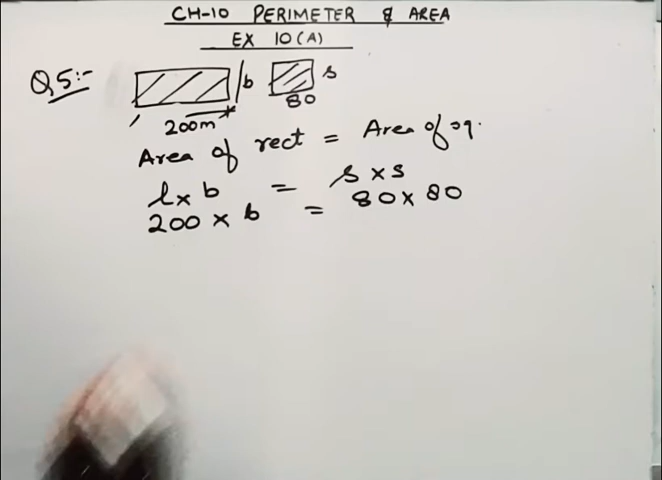 CH-10 PERIMETER & AREA
EX 10(A)
Q5:-
b
s
200m
80
Area of rect = Area of sq.
l x b = s x s
200 x b = 80 x 80